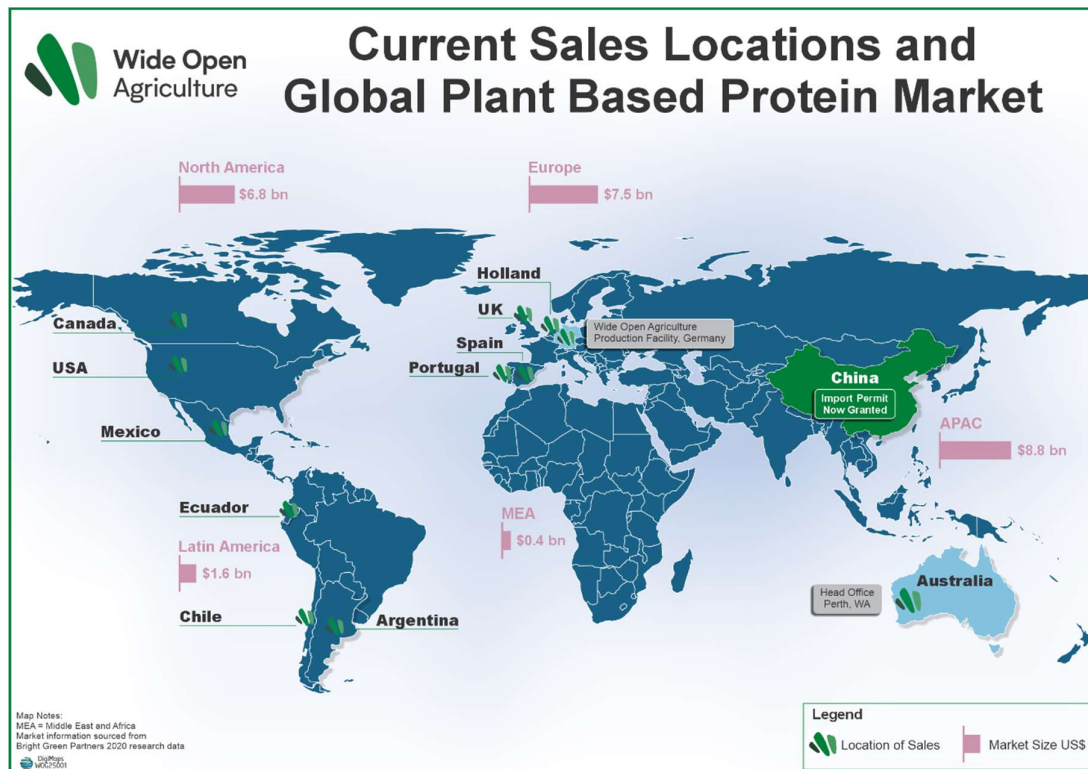 Wide Open
Agriculture
Current Sales Locations and
Global Plant Based Protein Market
North America
$6.8 bn
Europe
$7.5 bn
Holland
UK
Wide Open Agriculture
Production Facility, Germany
Canada
Spain
USA
Portugal
China
Import Permit
Now Granted
APAC
$8.8 bn
Mexico
Ecuador
MEA
$0.4 bn
Latin America
$1.6 bn
Australia
Head Office
Perth, WA
Chile
Argentina
Map Notes:
MEA = Middle East and Africa
Market information sourced from
Bright Green Partners 2020 research data
DigiMaps
WOG25001
Legend
Location of Sales
Market Size US$